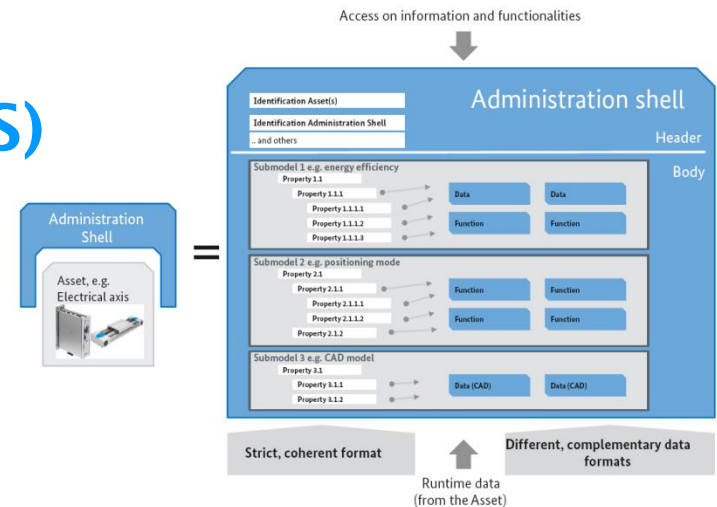 Access on information and functionalities
S)
Administration shell
Header
Identification Asset(s)
Identification Administration Shell
.. and others
Body
Submodel 1 e.g. energy efficiency
Property 1.1
Property 1.1.1
Property 1.1.1.1
Property 1.1.1.2
Property 1.1.1.3
Data
Data
Function
Function
Submodel 2 e.g. positioning mode
Property 2.1
Property 2.1.1
Property 2.1.1.1
Property 2.1.1.2
Property 2.1.2
Function
Function
Function
Function
Submodel 3 e.g. CAD model
Property 3.1
Property 3.1.1
Property 3.1.2
Data (CAD)
Data (CAD)
Administration
Shell
Asset, e.g.
Electrical axis
=
Strict, coherent format
Different, complementary data
formats
Runtime data
(from the Asset)